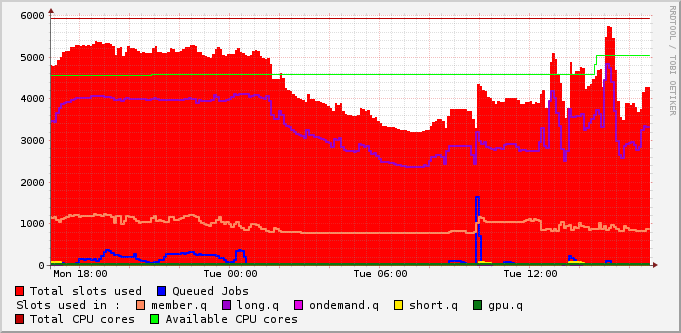 6000
5000
4000
3000
2000
1000
0
Mon 18:00 Tue 00:00 Tue 06:00 Tue 12:00
Total slots used Queued Jobs
Slots used in : member.q long.q ondemand.q short.q gpu.q
Total CPU cores Available CPU cores
RRDTOOL / TOBI OETIKER